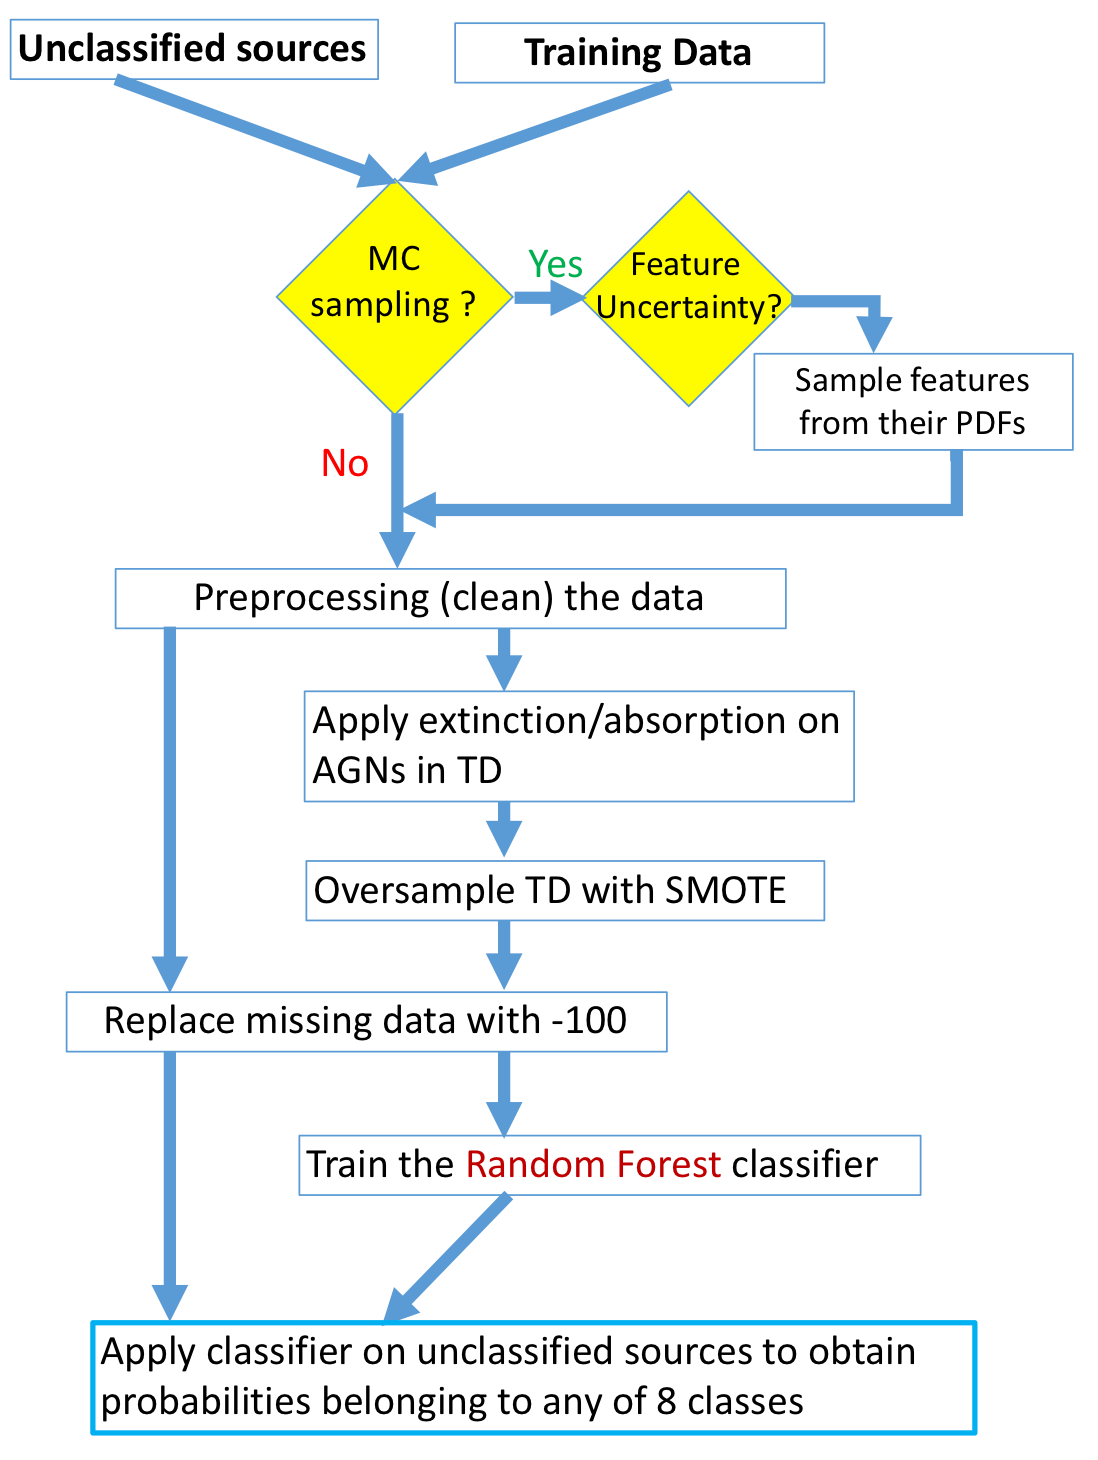 Unclassified sources
Training Data
MC
sampling ?
Yes
Feature
Uncertainty?
Sample features
from their PDFs
No
Preprocessing (clean) the data
Apply extinction/absorption on
AGNs in TD
Oversample TD with SMOTE
Replace missing data with -100
Train the Random Forest classifier
Apply classifier on unclassified sources to obtain
probabilities belonging to any of 8 classes